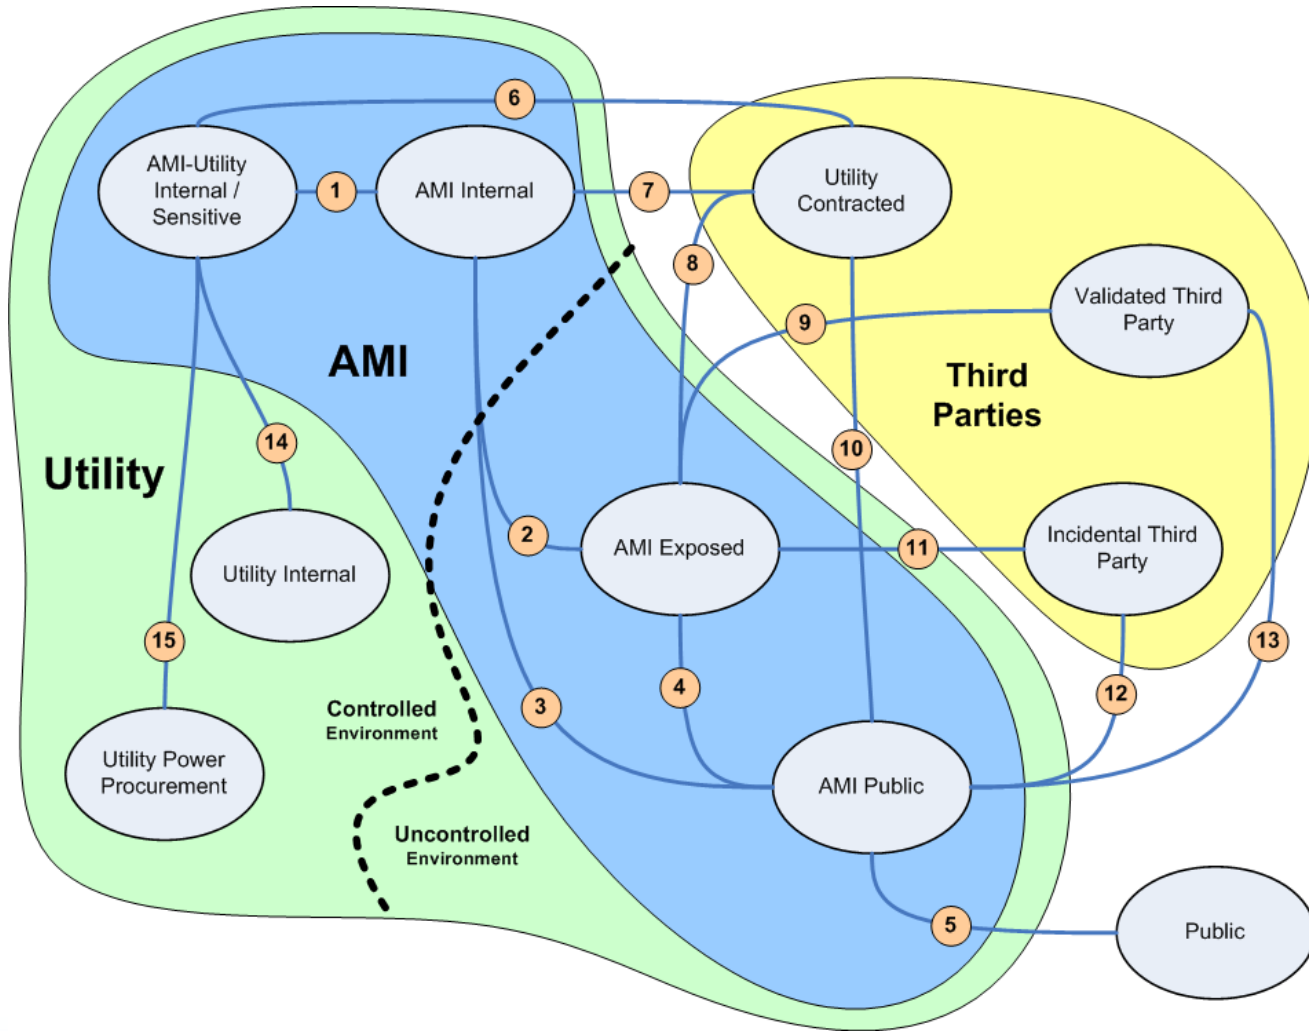 6
AMI-Utility
Internal /
Sensitive
1
AMI Internal
7
Utility
Contracted
8
Validated Third
Party
9
AMI
Third
Parties
14
10
Utility
2
AMI Exposed
11
Incidental Third
Party
Utility Internal
15
13
4
12
3
Controlled
Environment
Utility Power
Procurement
AMI Public
Uncontrolled
Environment
5
Public